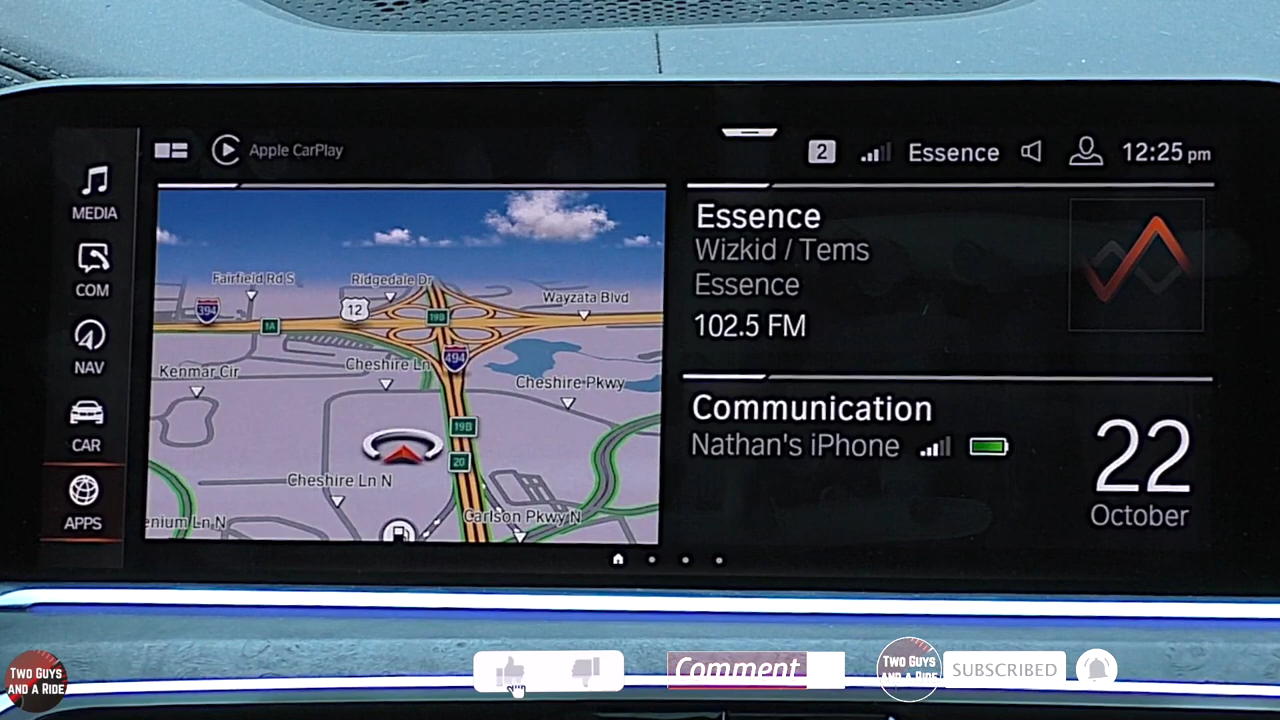 Apple CarPlay
2
Essence
12:25 pm
MEDIA
COM
NAV
CAR
APPS
Fairfield Rd S
Ridgedale Dr
Wayzata Blvd
394
12
1A
19B
494
Cheshire Ln
Kenmar Cir
Cheshire Pkwy
19B
20
Cheshire Ln N
enium Ln N
Carlson Pkwy N
Essence
Wizkid / Tems
Essence
102.5 FM
Communication
Nathan's iPhone
22
October
TWO GUYS
AND A RIDE
Comment
TWO GUYS
AND A RIDE
SUBSCRIBED